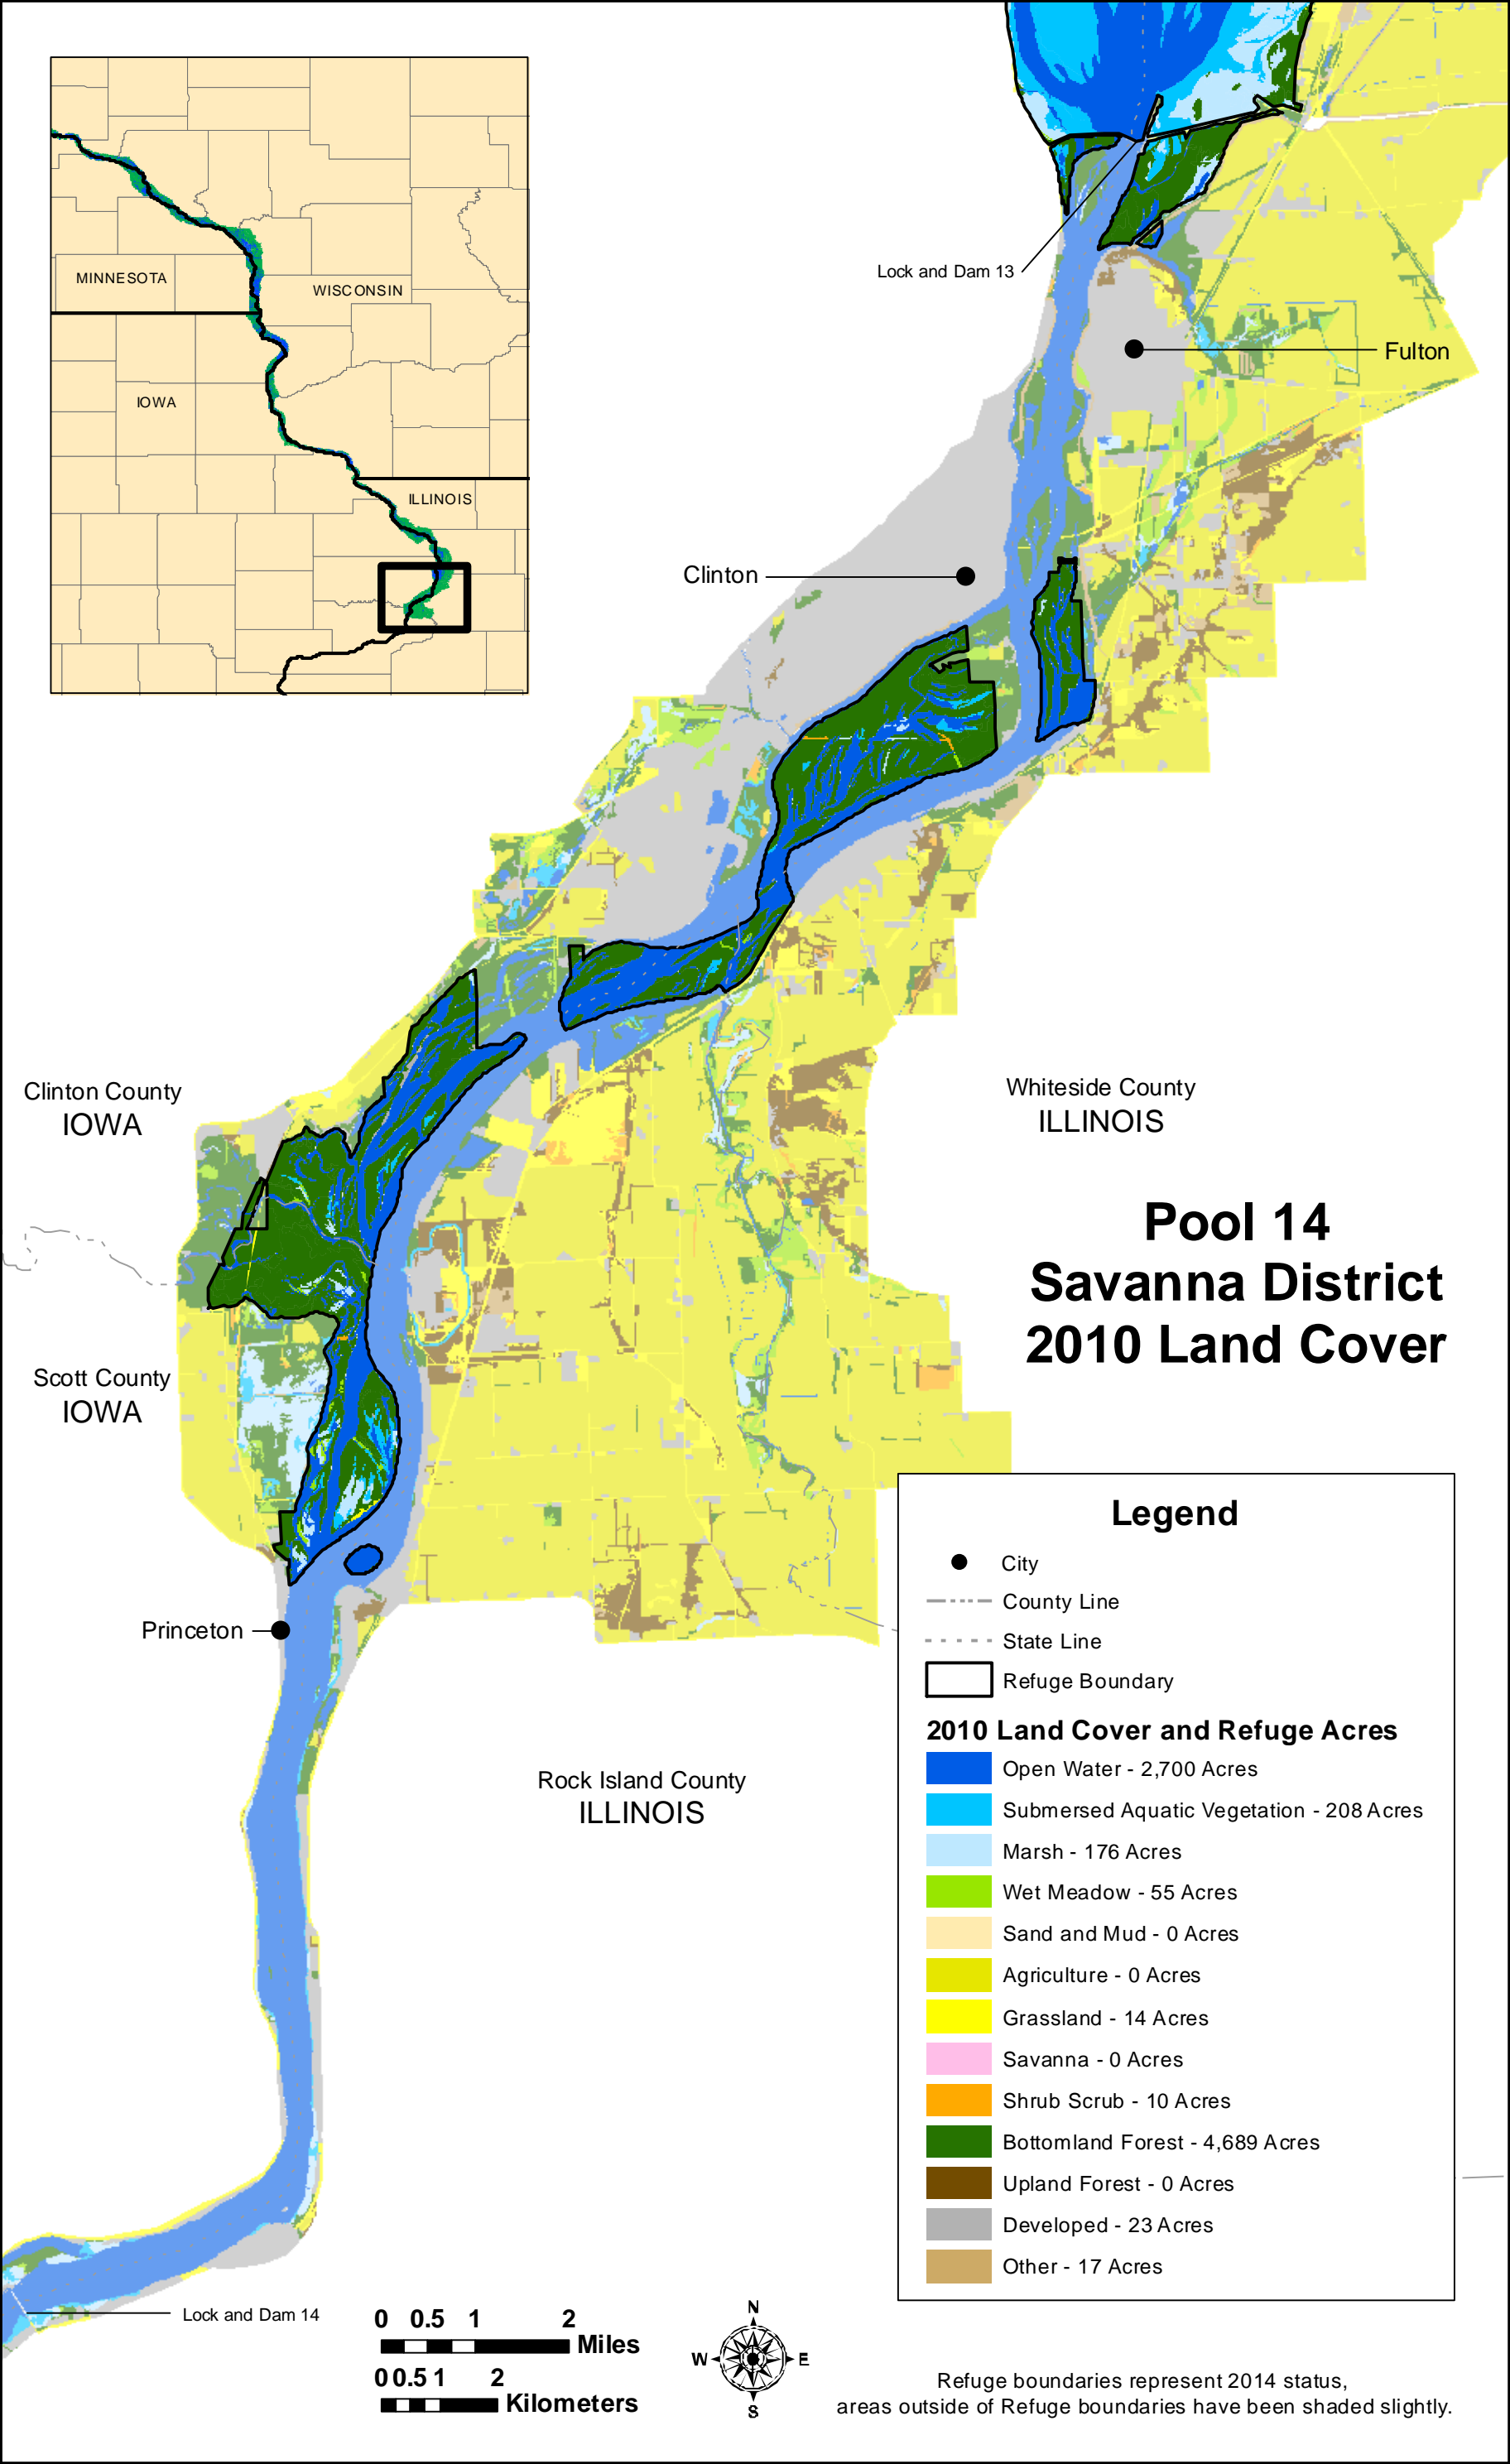 MINNESOTA
WISCONSIN
IOWA
ILLINOIS
Lock and Dam 13
Fulton
Clinton
Clinton County
IOWA
Whiteside County
ILLINOIS
Pool 14
Savanna District
2010 Land Cover
Scott County
IOWA
Princeton
Rock Island County
ILLINOIS
Legend
City
County Line
State Line
Refuge Boundary
2010 Land Cover and Refuge Acres
Open Water - 2,700 Acres
Submersed Aquatic Vegetation - 208 Acres
Marsh - 176 Acres
Wet Meadow - 55 Acres
Sand and Mud - 0 Acres
Agriculture - 0 Acres
Grassland - 14 Acres
Savanna - 0 Acres
Shrub Scrub - 10 Acres
Bottomland Forest - 4,689 Acres
Upland Forest - 0 Acres
Developed - 23 Acres
Other - 17 Acres
Lock and Dam 14
0 0.5 1 2
Miles
0 0.5 1 2
Kilometers
N
W E
S
Refuge boundaries represent 2014 status,
areas outside of Refuge boundaries have been shaded slightly.